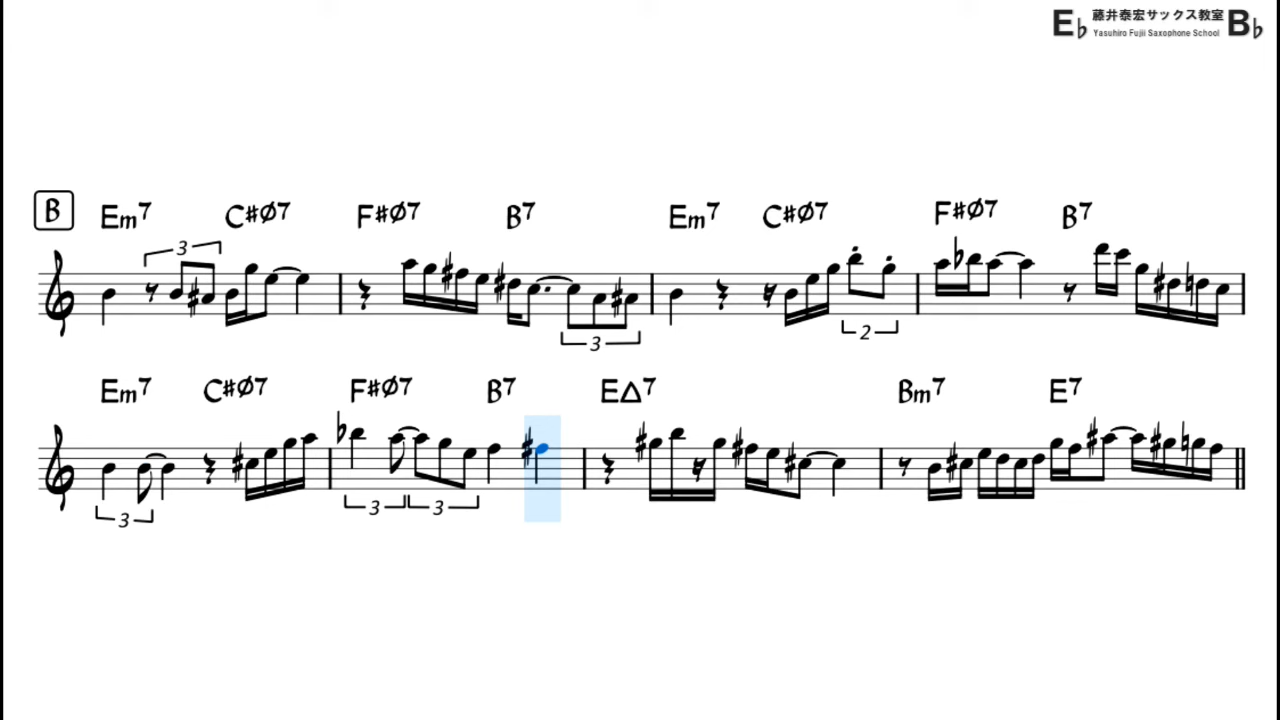 E♭ 藤井泰宏サックス教室 B♭
Yasuhiro Fujii Saxophone School
B Em7 C#Ø7 F#Ø7 B7 Em7 C#Ø7 F#Ø7 B7
3
3
2
Em7 C#Ø7 F#Ø7 B7 E△7 Bm7 E7
3 3 3